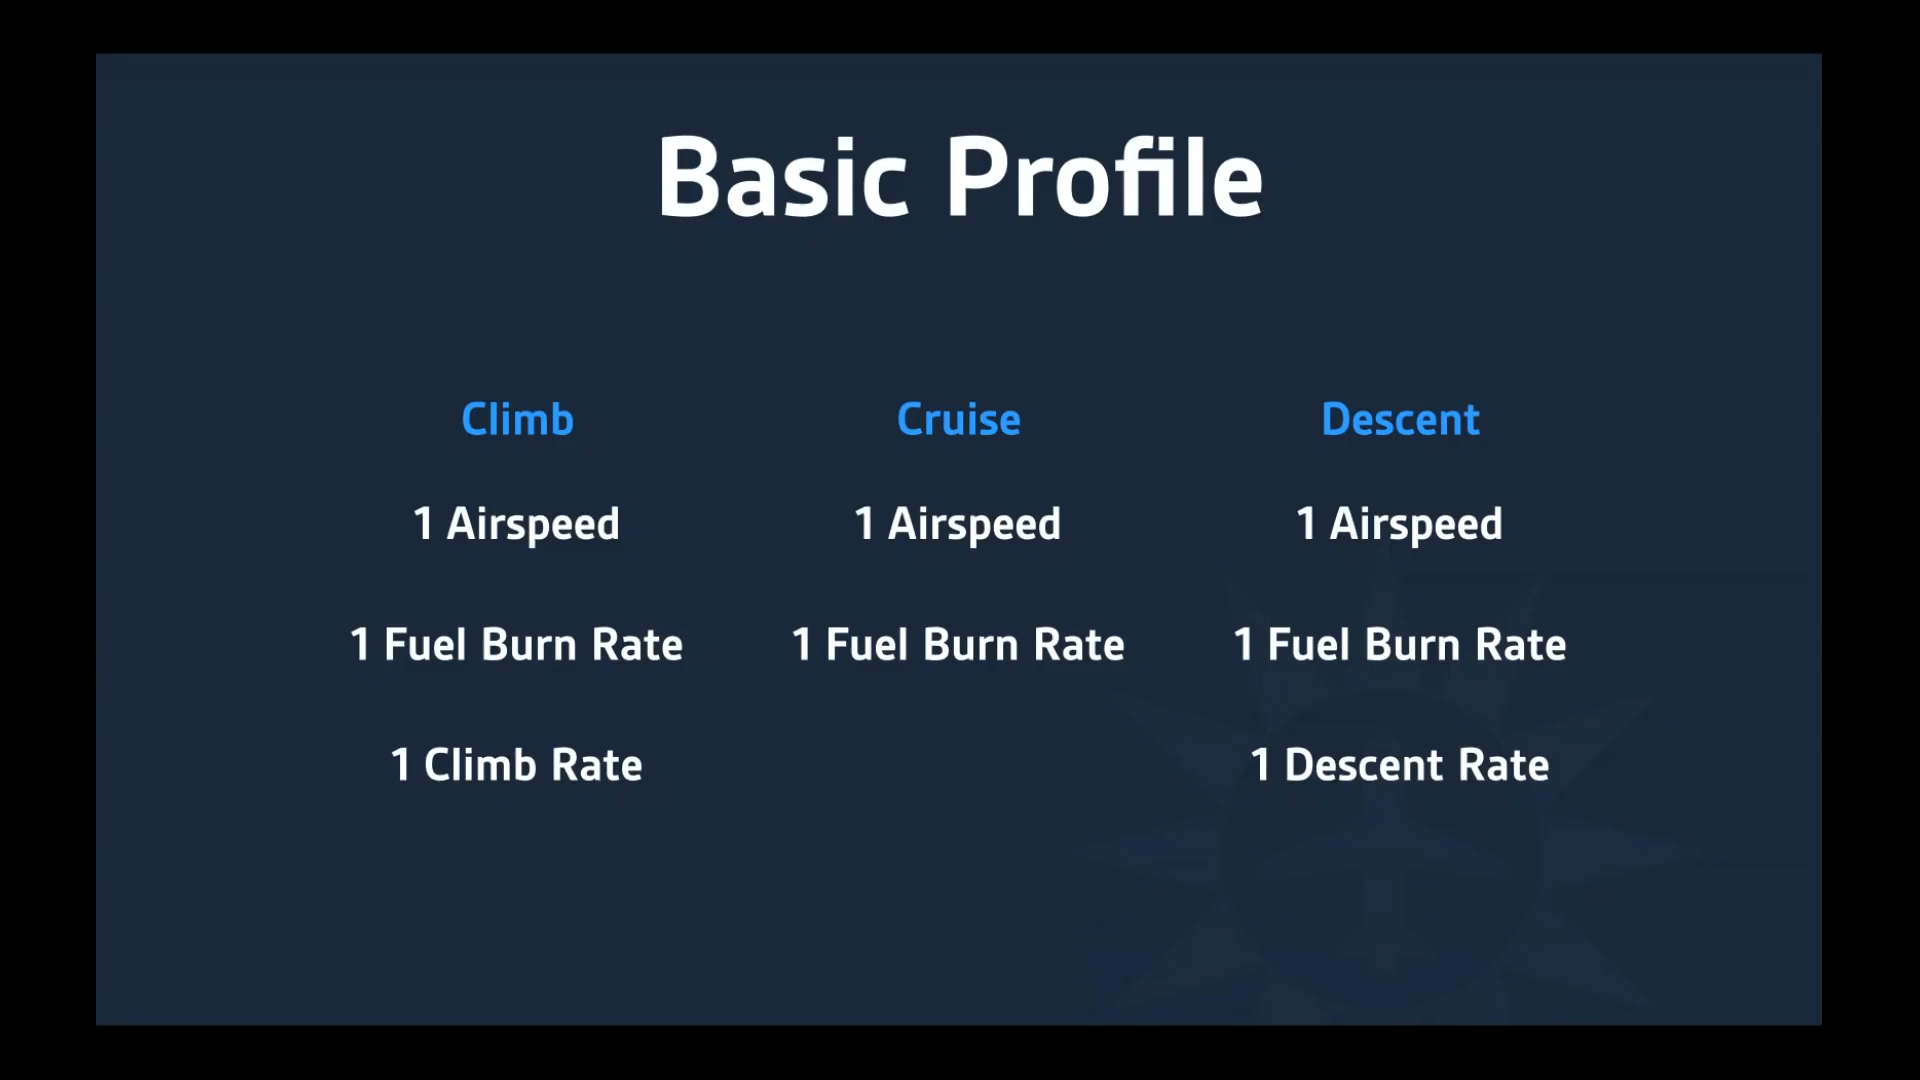 Basic Profile
Climb Cruise Descent
1 Airspeed 1 Airspeed 1 Airspeed
1 Fuel Burn Rate 1 Fuel Burn Rate 1 Fuel Burn Rate
1 Climb Rate 1 Descent Rate